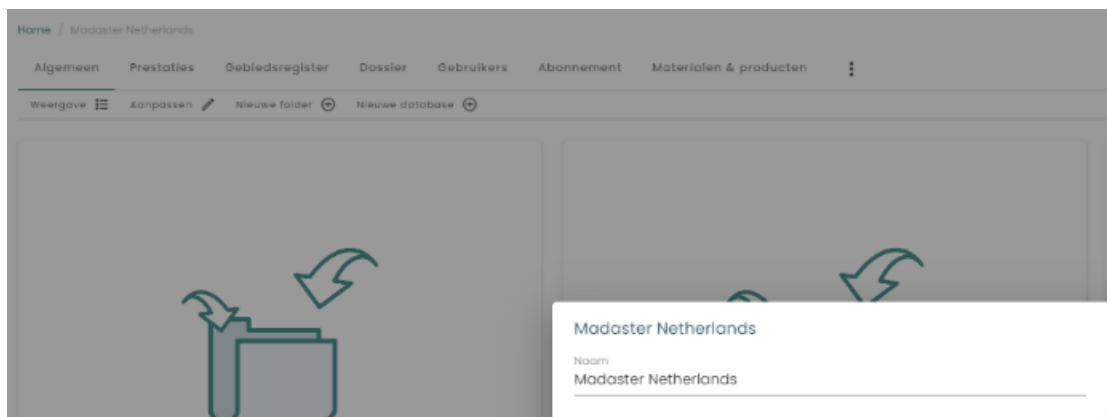 Home / Madaster Netherlands
Algemeen Prestaties Gebiedsregister Dossier Gebruikers Abonnement Materialen & producten
Weergave Aanpassen Nieuwe folder Nieuwe database
Madaster Netherlands
Naam
Madaster Netherlands